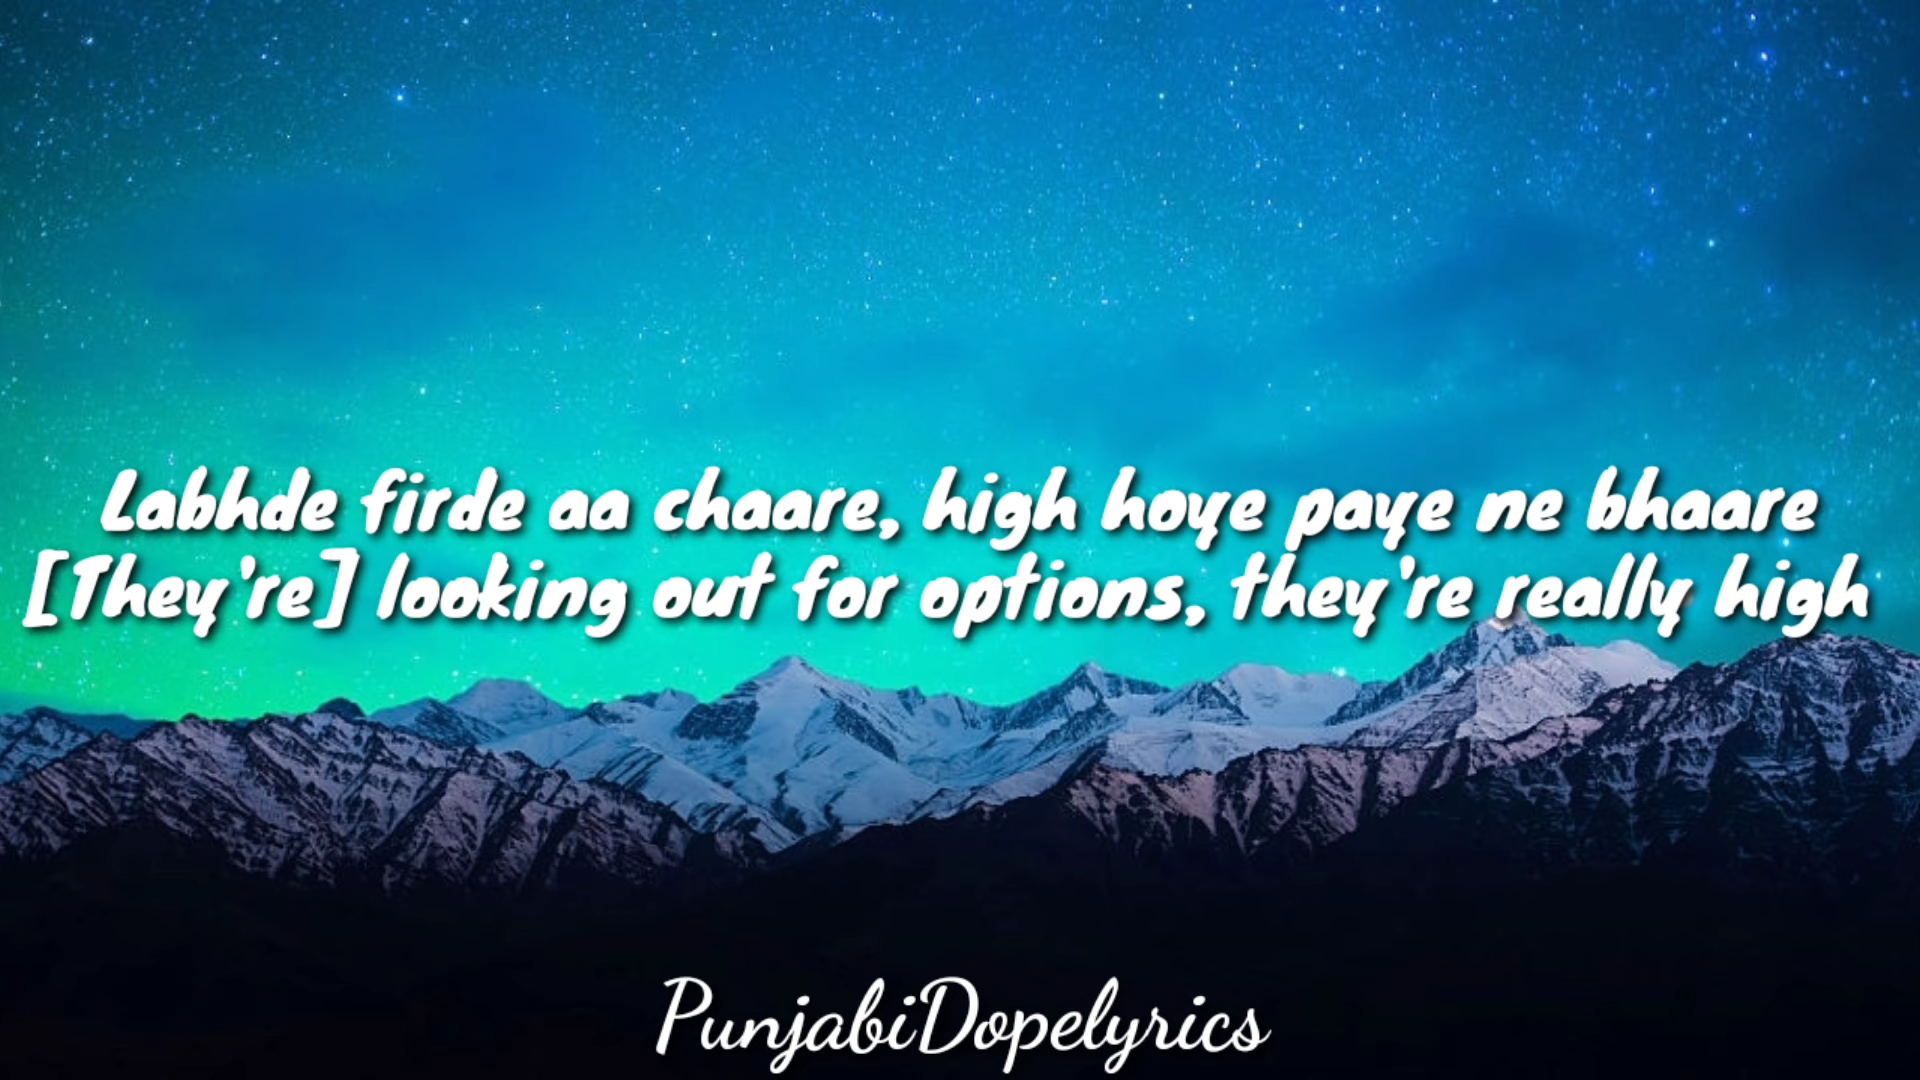 Labhde firde aa chaare, high hoye paye ne bhaare
[They're] looking out for options, they're really high
PunjabiDopelyrics